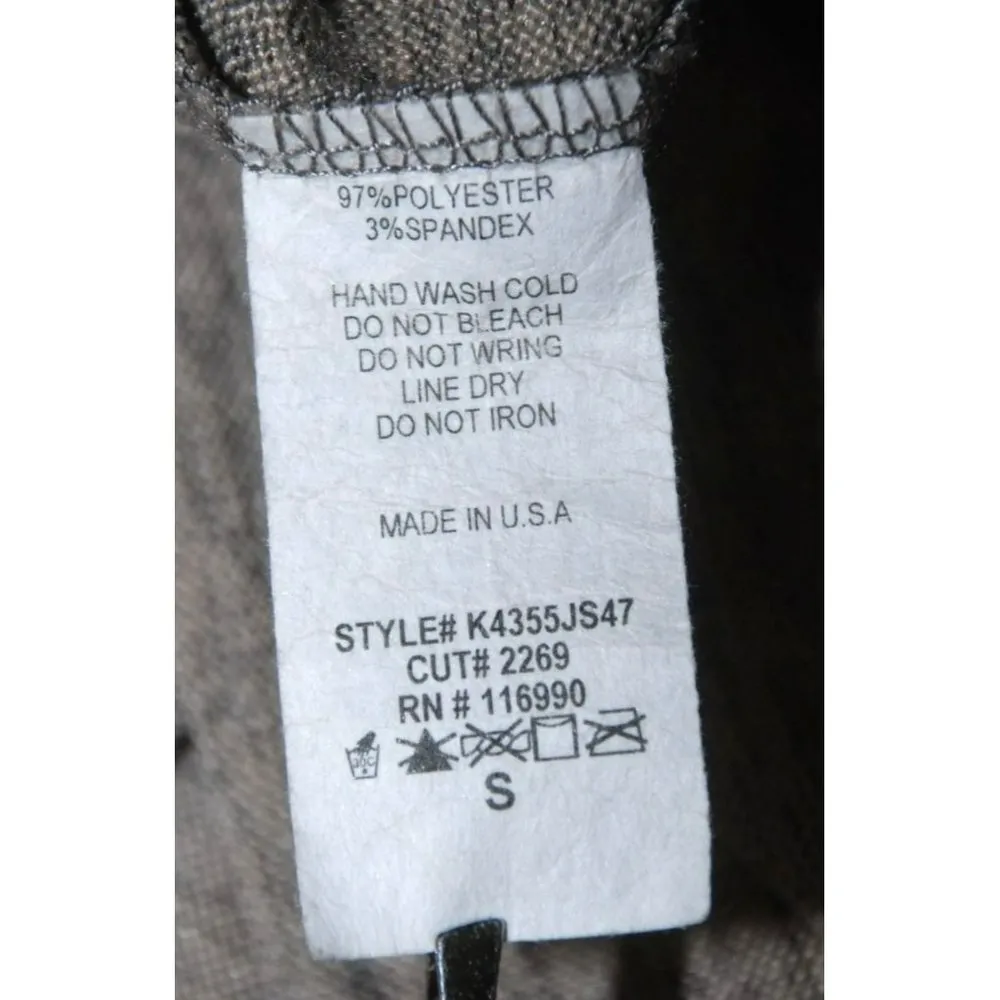 97%POLYESTER
3%SPANDEX
HAND WASH COLD
DO NOT BLEACH
DO NOT WRING
LINE DRY
DO NOT IRON
MADE IN U.S.A
STYLE# K4355JS47
CUT# 2269
RN # 116990
S